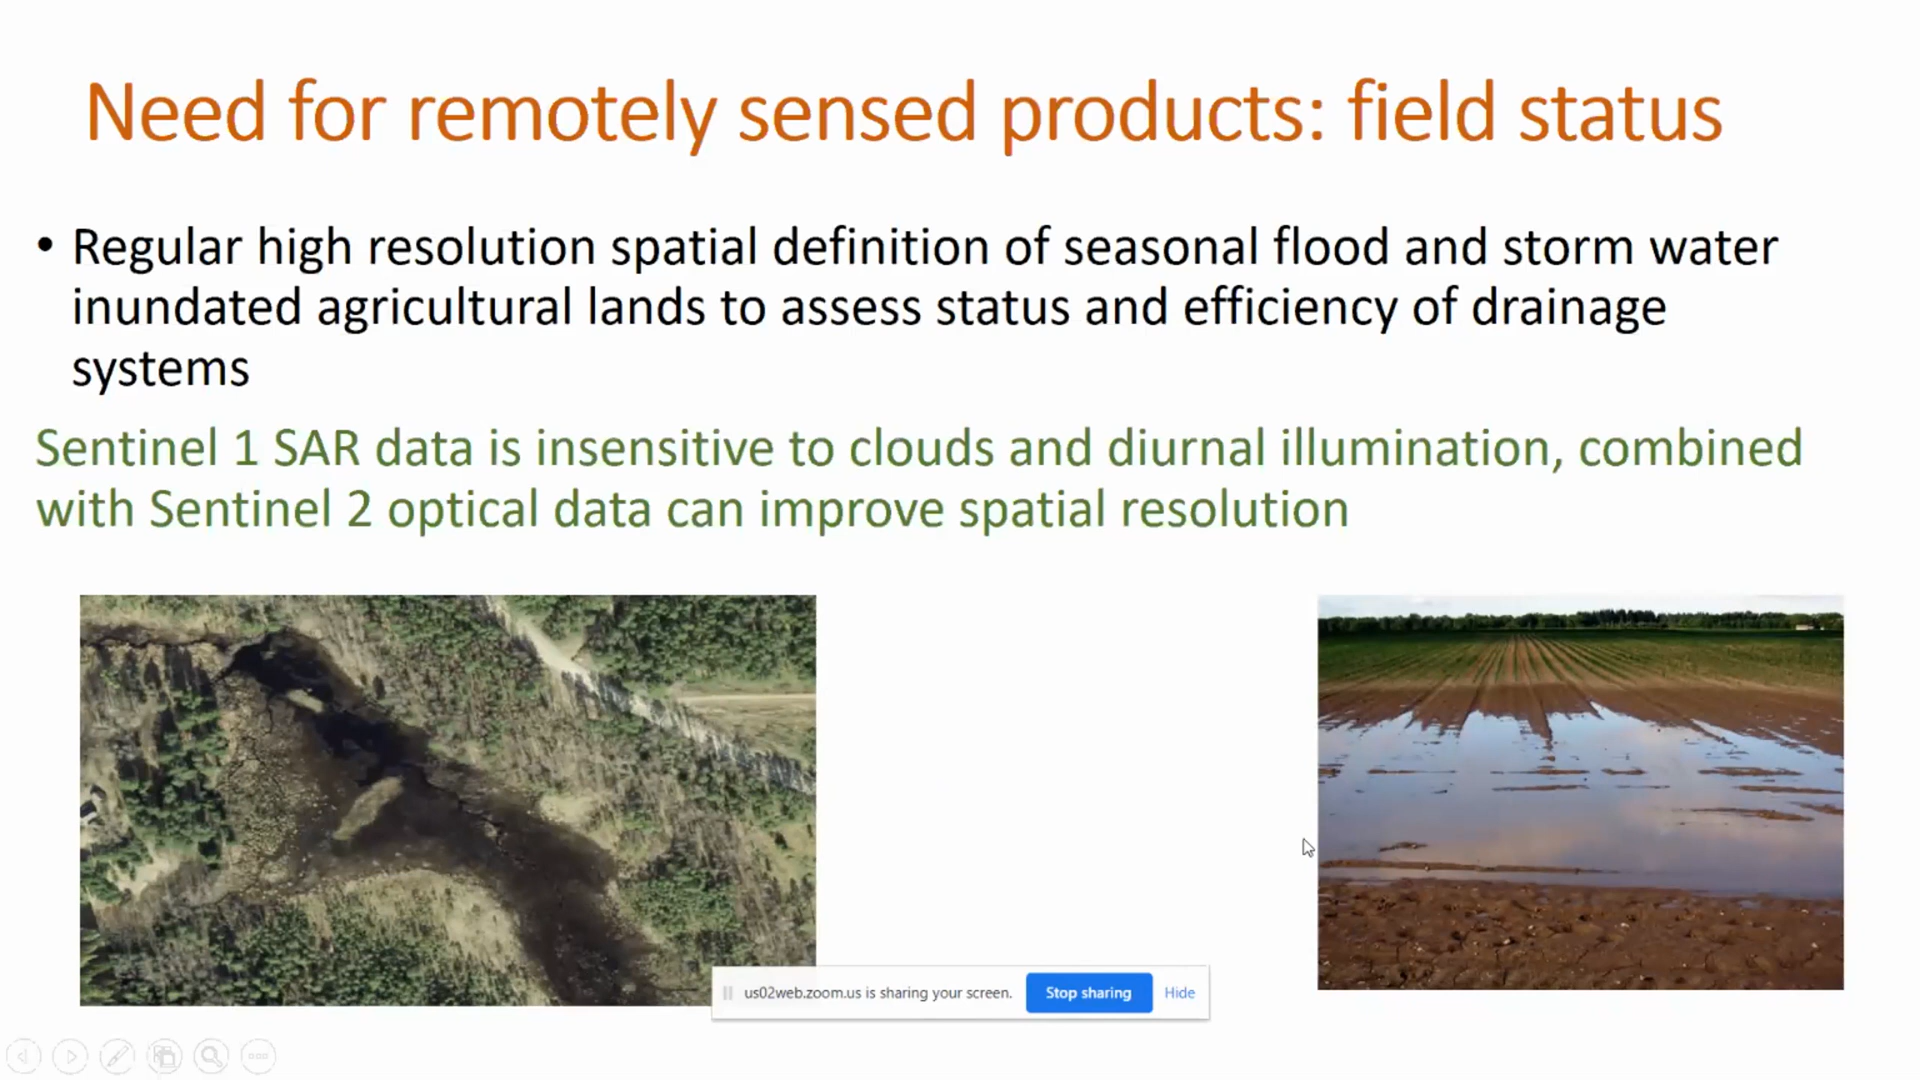 Need for remotely sensed products: field status
• Regular high resolution spatial definition of seasonal flood and storm water
inundated agricultural lands to assess status and efficiency of drainage
systems
Sentinel 1 SAR data is insensitive to clouds and diurnal illumination, combined
with Sentinel 2 optical data can improve spatial resolution
us02web.zoom.us is sharing your screen. Stop sharing Hide